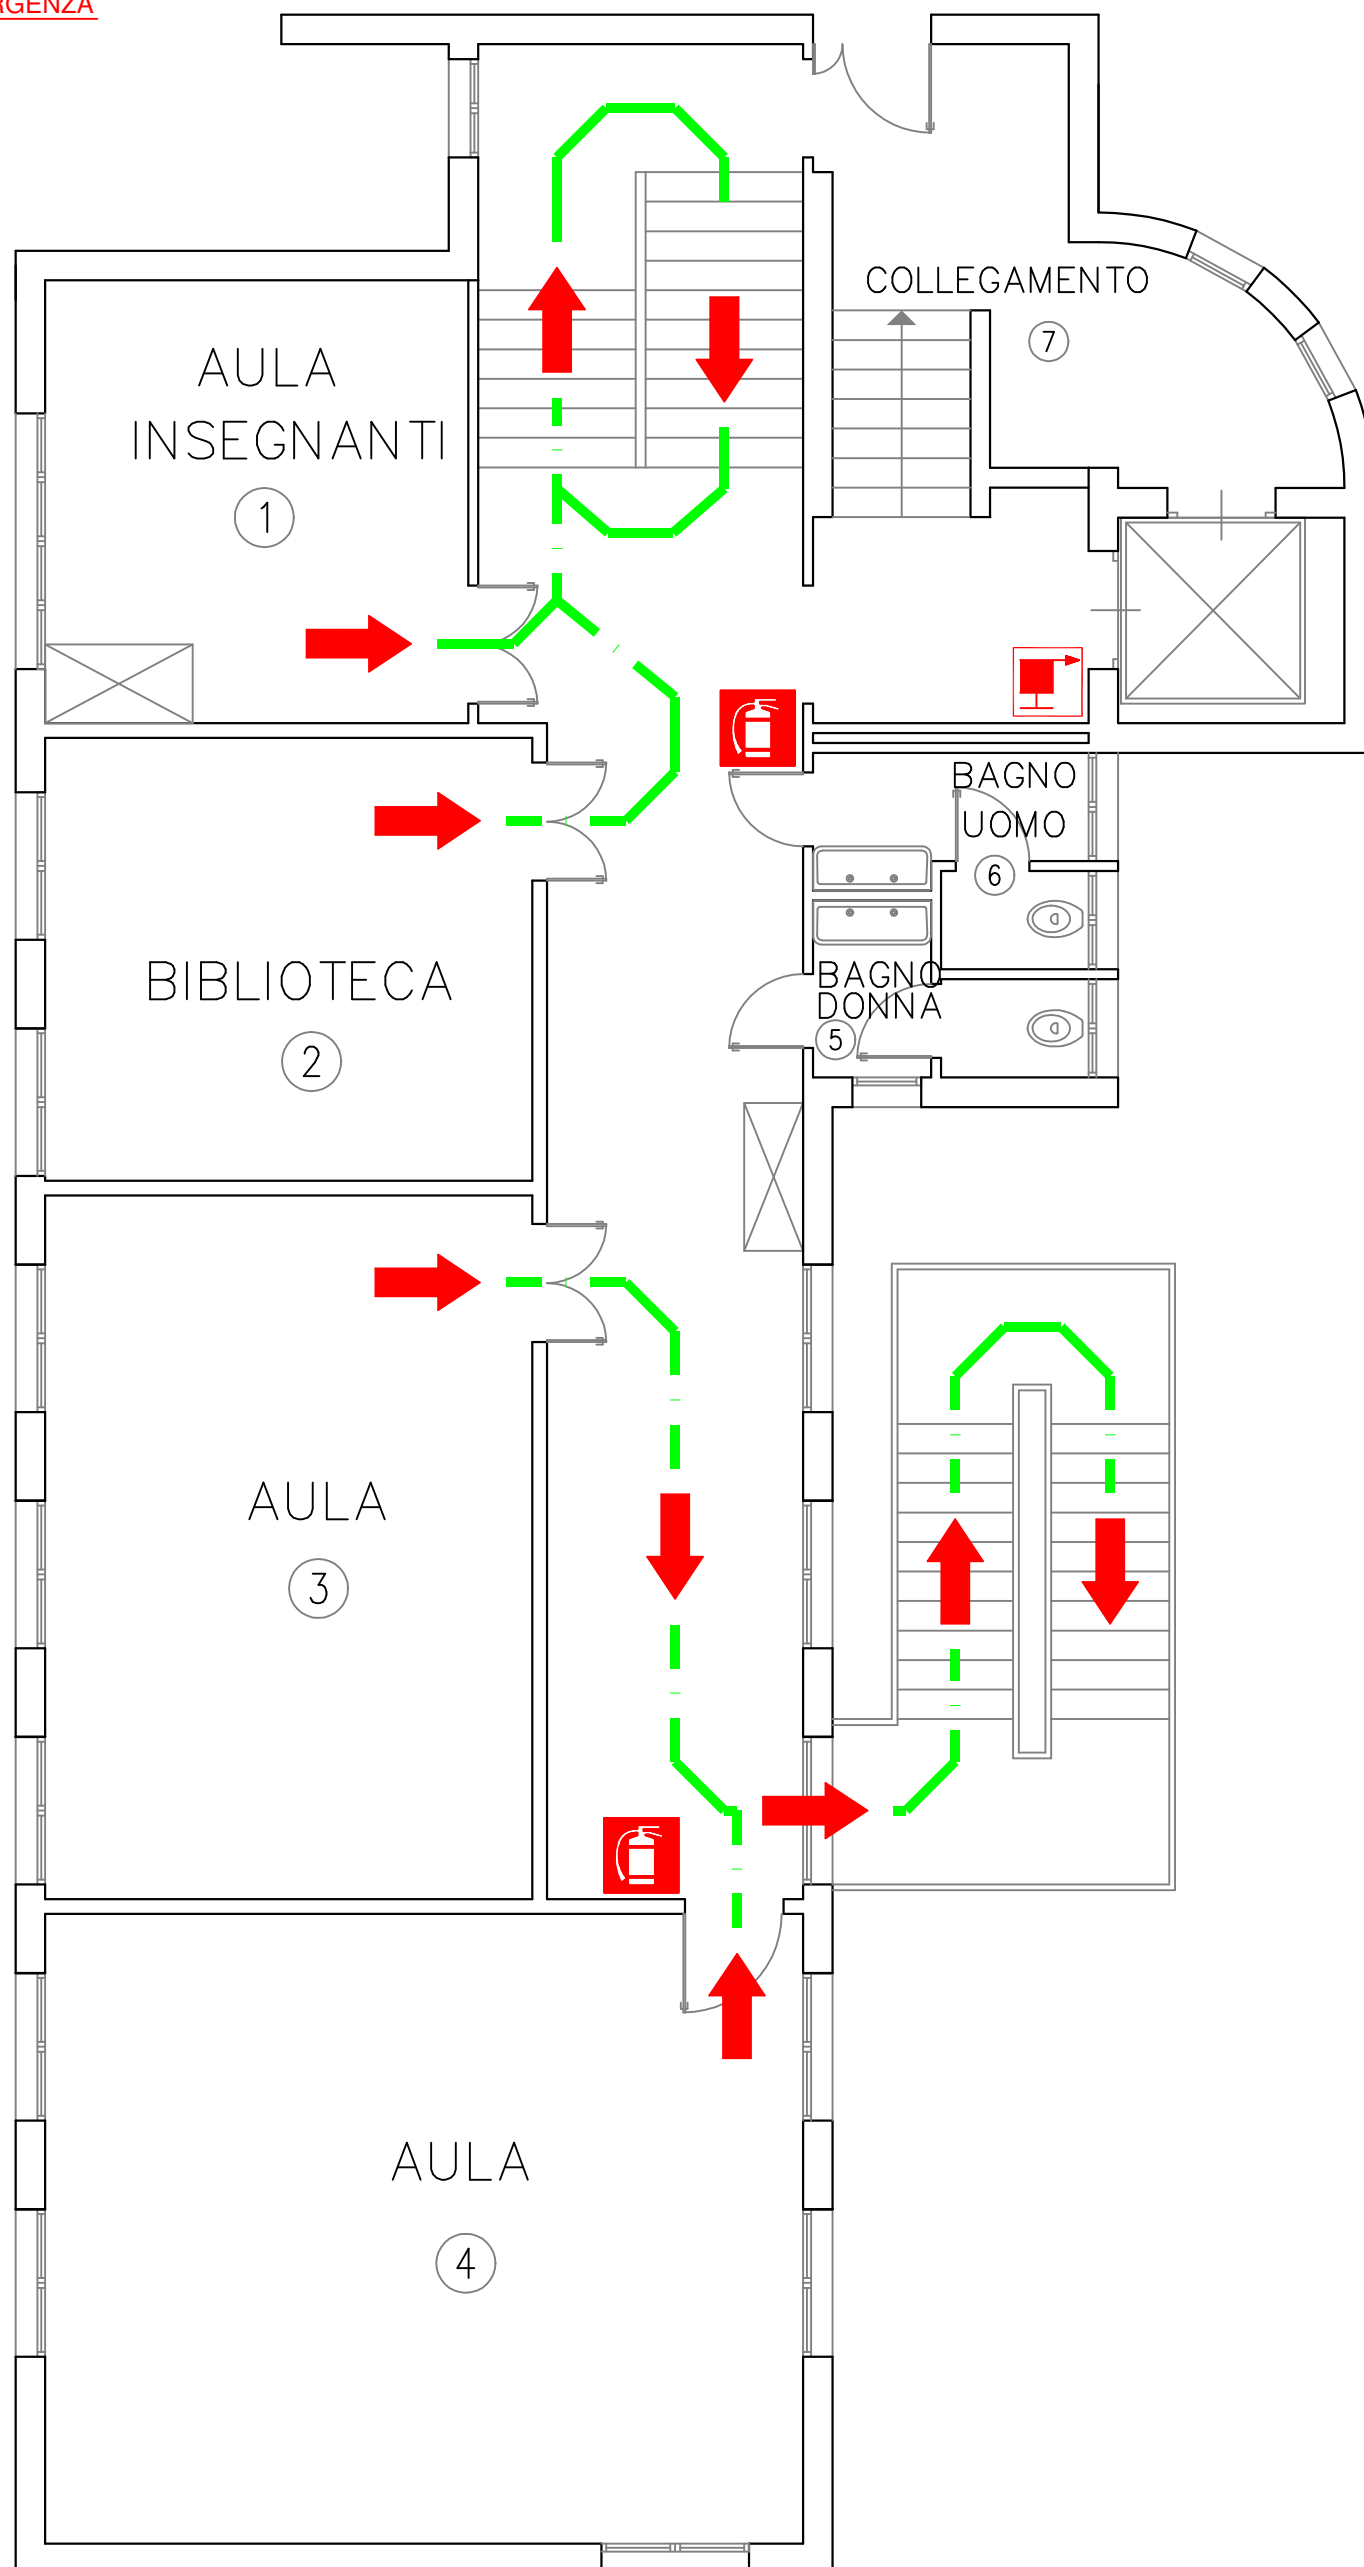 COLLEGAMENTO
7
AULA
INSEGNANTI
1
BAGNO
UOMO
6
BIBLIOTECA
2
BAGNO
DONNA
5
AULA
3
AULA
4